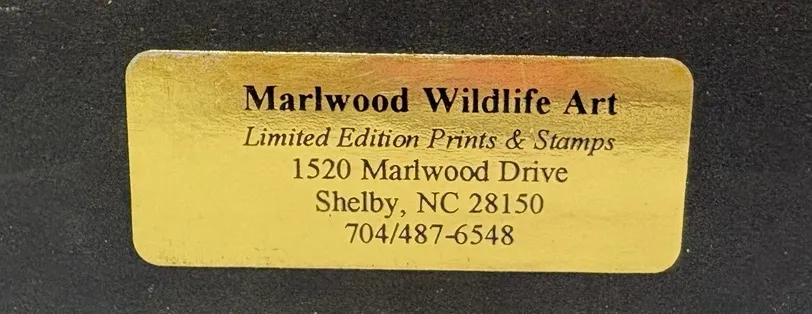 Marlwood Wildlife Art
Limited Edition Prints & Stamps
1520 Marlwood Drive
Shelby, NC 28150
704/487-6548